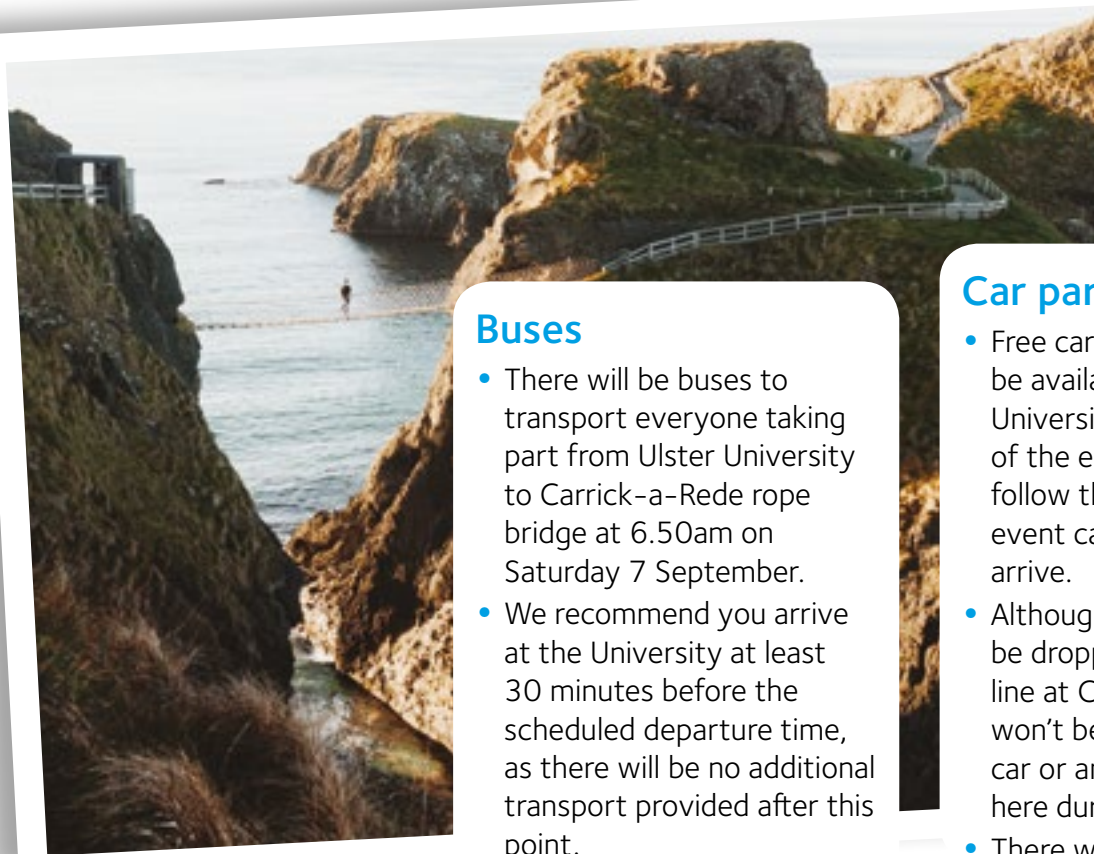 Buses
• There will be buses to
transport everyone taking
part from Ulster University
to Carrick-a-Rede rope
bridge at 6.50am on
Saturday 7 September.
• We recommend you arrive
at the University at least
30 minutes before the
scheduled departure time,
as there will be no additional
transport provided after this
point.
Car par
• Free car
be availa
Universi
of the e
follow th
event ca
arrive.
• Althoug
be dropp
line at C
won't be
car or an
here dur
• There w